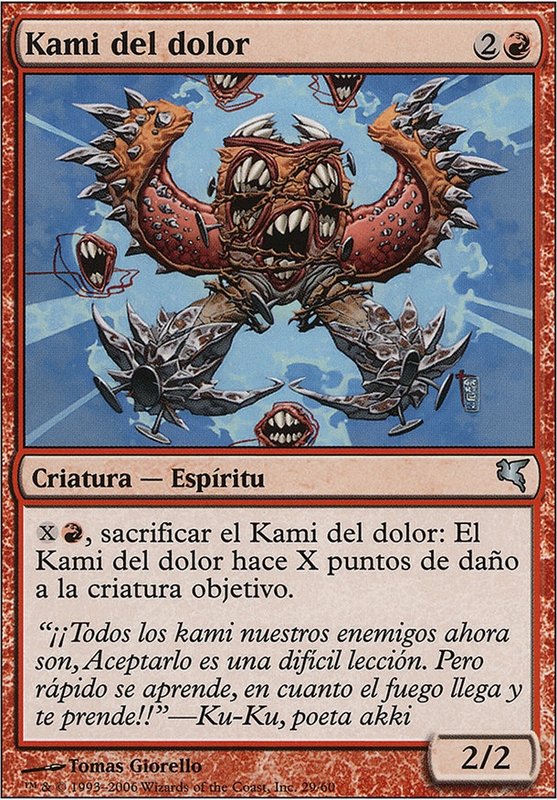 Kami del dolor 2
Criatura — Espíritu
X, sacrificar el Kami del dolor: El
Kami del dolor hace X puntos de daño
a la criatura objetivo.
“¡¡Todos los kami nuestros enemigos ahora
son, Aceptarlo es una difícil lección. Pero
rápido se aprende, en cuanto el fuego llega y
te prende!!”—Ku-Ku, poeta akki
2/2
Tomas Giorello
™ & © 1993-2006 Wizards of the Coast, Inc. 29/60